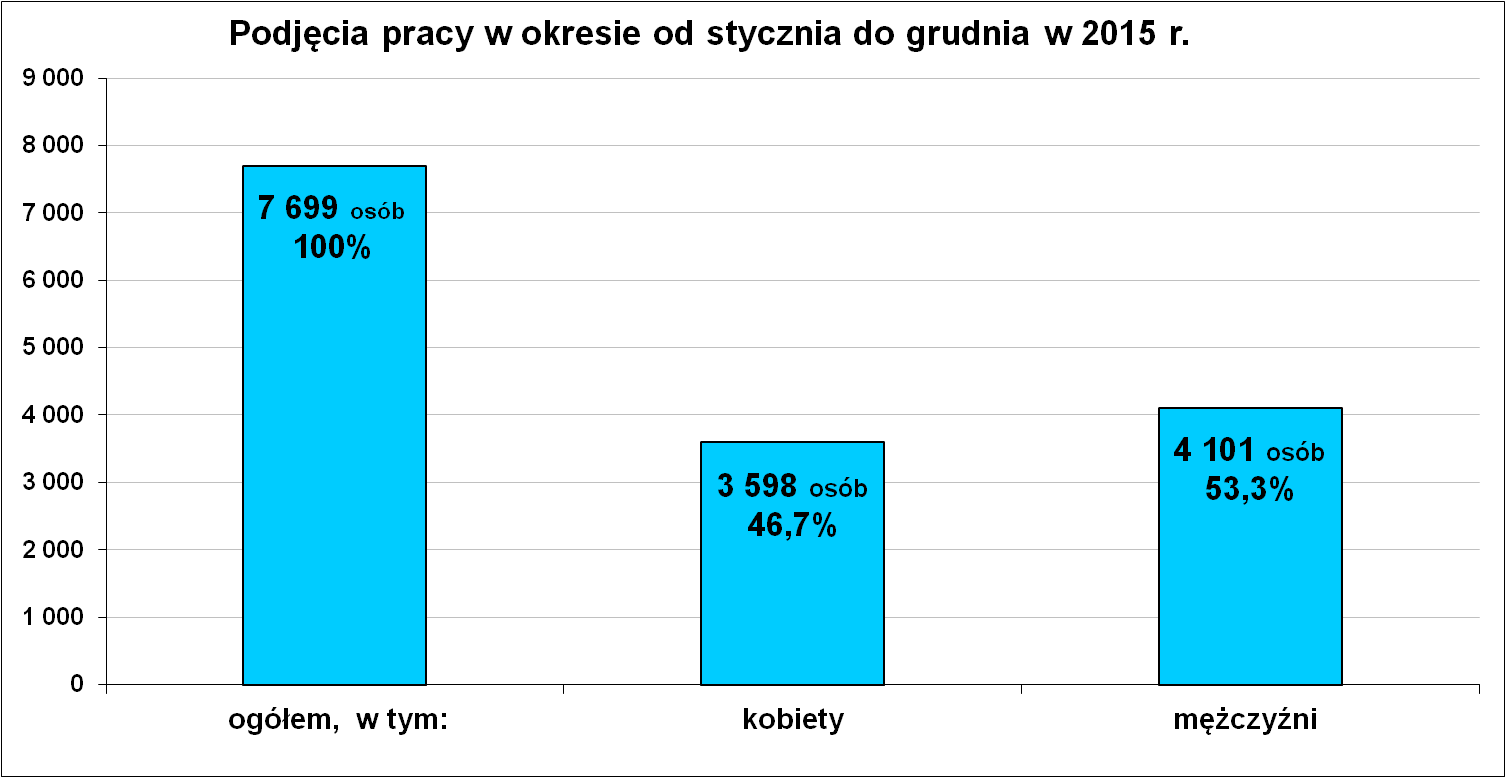 Podjęcia pracy w okresie od stycznia do grudnia w 2015 r.
9 000
8 000
7 000
6 000
5 000
4 000
3 000
2 000
1 000
0
7 699 osób
100%
3 598 osób
46,7%
4 101 osób
53,3%
ogółem, w tym:
kobiety
mężczyźni